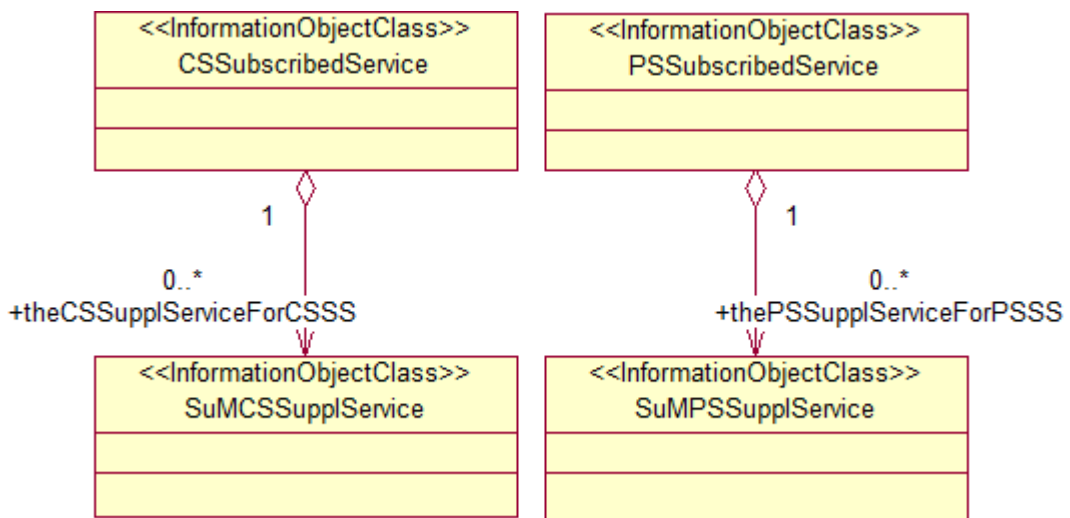 <<InformationObjectClass>>
CSSubscribedService
<<InformationObjectClass>>
PSSubscribedService
1
1
0..*
+theCSSupplServiceForCSSS
0..*
+thePSSupplServiceForPSSS
<<InformationObjectClass>>
SuMCSSupplService
<<InformationObjectClass>>
SuMPSSupplService